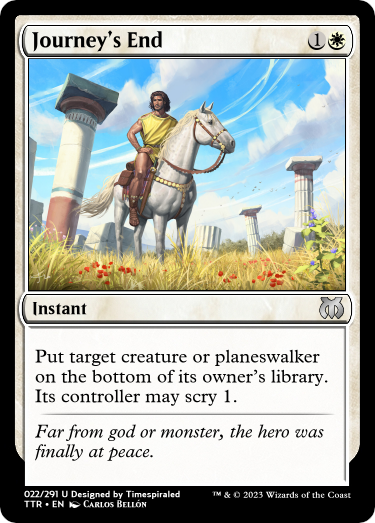 Journey's End
1
Instant
Put target creature or planeswalker
on the bottom of its owner's library.
Its controller may scry 1.
Far from god or monster, the hero was
finally at peace.
022/291 U Designed by Timespiraled
™ & © 2023 Wizards of the Coast
TTR • EN Carlos Bellón